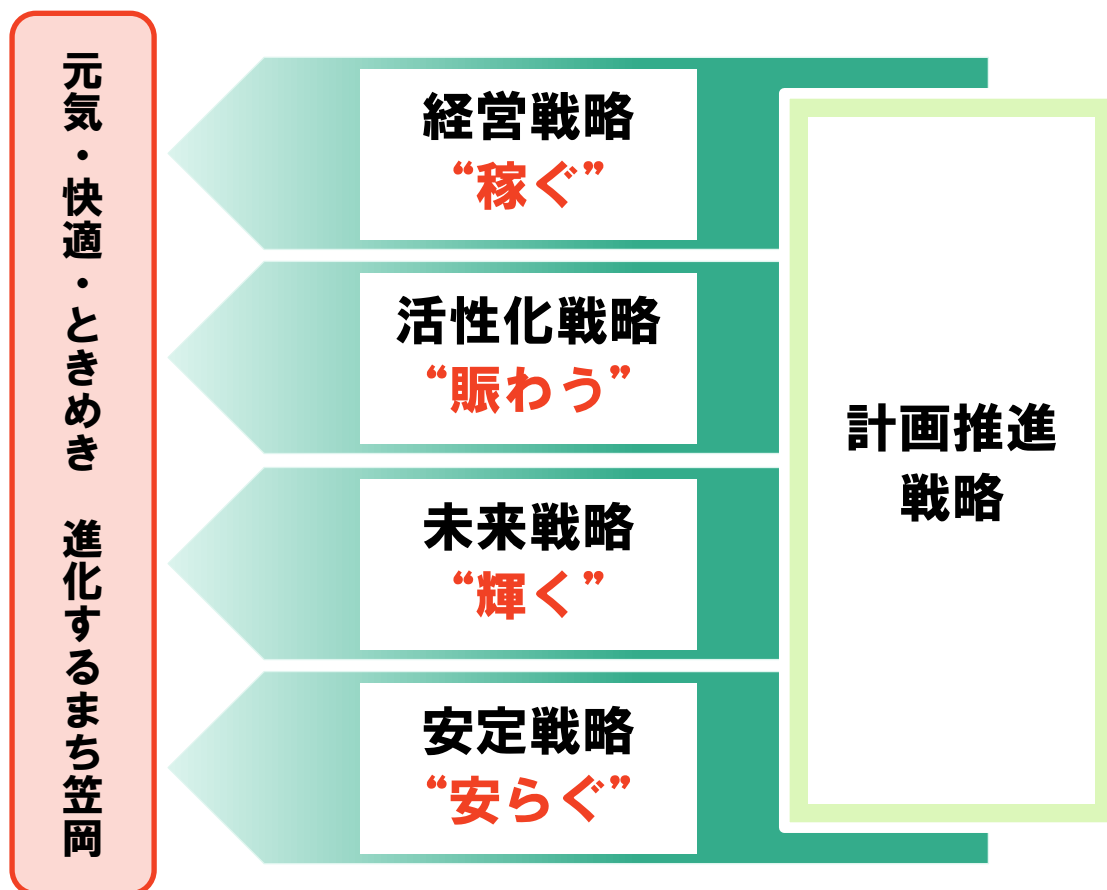 元気・快適・ときめき　進化するまち笠岡
経営戦略
“稼ぐ”
活性化戦略
“賑わう”
未来戦略
“輝く”
安定戦略
“安らぐ”
計画推進
戦略